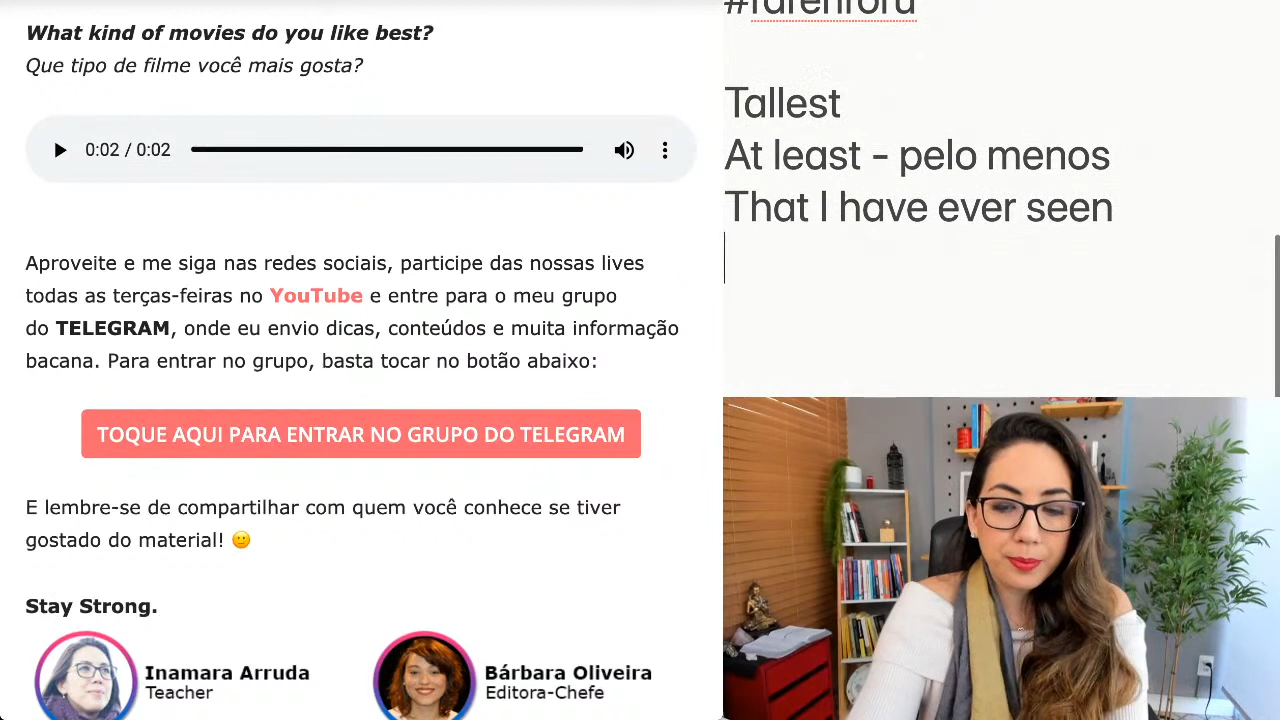 What kind of movies do you like best?
Que tipo de filme você mais gosta?
0:02 / 0:02
Aproveite e me siga nas redes sociais, participe das nossas lives
todas as terças-feiras no YouTube e entre para o meu grupo
do TELEGRAM, onde eu envio dicas, conteúdos e muita informação
bacana. Para entrar no grupo, basta tocar no botão abaixo:
TOQUE AQUI PARA ENTRAR NO GRUPO DO TELEGRAM
E lembre-se de compartilhar com quem você conhece se tiver
gostado do material! 😕
Stay Strong.
Inamara Arruda
Teacher
Bárbara Oliveira
Editora-Chefe
Tallest
At least - pelo menos
That I have ever seen